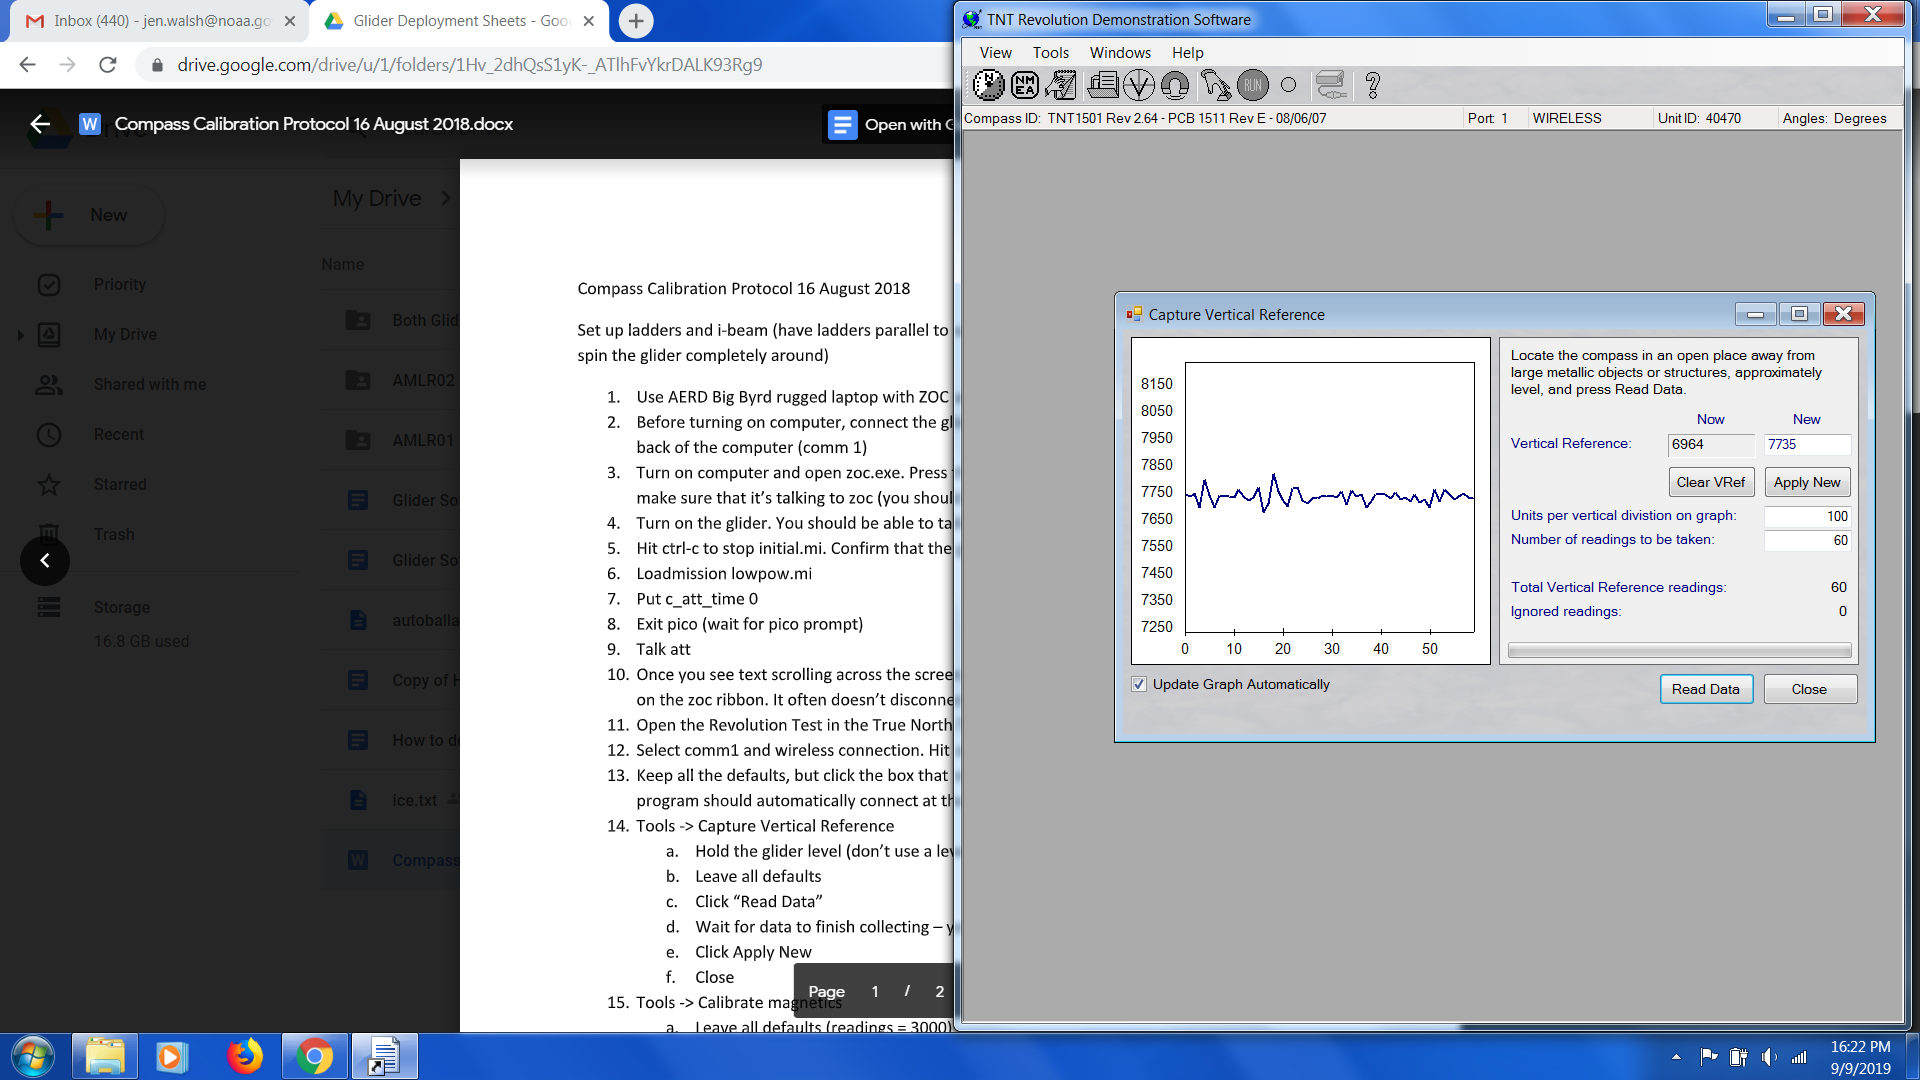 Inbox (440) - jen.walsh@noaa.go
Glider Deployment Sheets - Goo
drive.google.com/drive/u/1/folders/1Hv_2dhQsS1yK-_ATlhFvYkrDALK93Rg9
W Compass Calibration Protocol 16 August 2018.docx
Open with G
New
Priority
My Drive
Shared with me
Recent
Starred
Trash
Storage
16.8 GB used
My Drive
Name
Both Glid
AMLR02
AMLR01
Glider So
Glider So
autoballa
Copy of H
How to de
ice.txt
W Compass
Compass Calibration Protocol 16 August 2018
Set up ladders and i-beam (have ladders parallel to
spin the glider completely around)
1. Use AERD Big Byrd rugged laptop with ZOC
2. Before turning on computer, connect the gl
back of the computer (comm 1)
3. Turn on computer and open zoc.exe. Press
make sure that it's talking to zoc (you shoul
4. Turn on the glider. You should be able to ta
5. Hit ctrl-c to stop initial.mi. Confirm that the
6. Loadmission lowpow.mi
7. Put c_att_time 0
8. Exit pico (wait for pico prompt)
9. Talk att
10. Once you see text scrolling across the scree
on the zoc ribbon. It often doesn't disconne
11. Open the Revolution Test in the True North
12. Select comm1 and wireless connection. Hit
13. Keep all the defaults, but click the box that
program should automatically connect at th
14. Tools -> Capture Vertical Reference
a. Hold the glider level (don't use a lev
b. Leave all defaults
c. Click “Read Data”
d. Wait for data to finish collecting – y
e. Click Apply New
f. Close
15. Tools -> Calibrate magnetics
a. Leave all defaults (readings = 3000)
Page 1 / 2
TNT Revolution Demonstration Software
View Tools Windows Help
N NM EA RUN ?
Compass ID: TNT1501 Rev 2.64 - PCB 1511 Rev E - 08/06/07 Port: 1 WIRELESS Unit ID: 40470 Angles: Degrees
Capture Vertical Reference
8150
8050
7950
7850
7750
7650
7550
7450
7350
7250
0 10 20 30 40 50
Locate the compass in an open place away from
large metallic objects or structures, approximately
level, and press Read Data.
Now New
Vertical Reference: 6964 7735
Clear VRef Apply New
Units per vertical divistion on graph: 100
Number of readings to be taken: 60
Total Vertical Reference readings: 60
Ignored readings: 0
Update Graph Automatically
Read Data Close
16:22 PM
9/9/2019